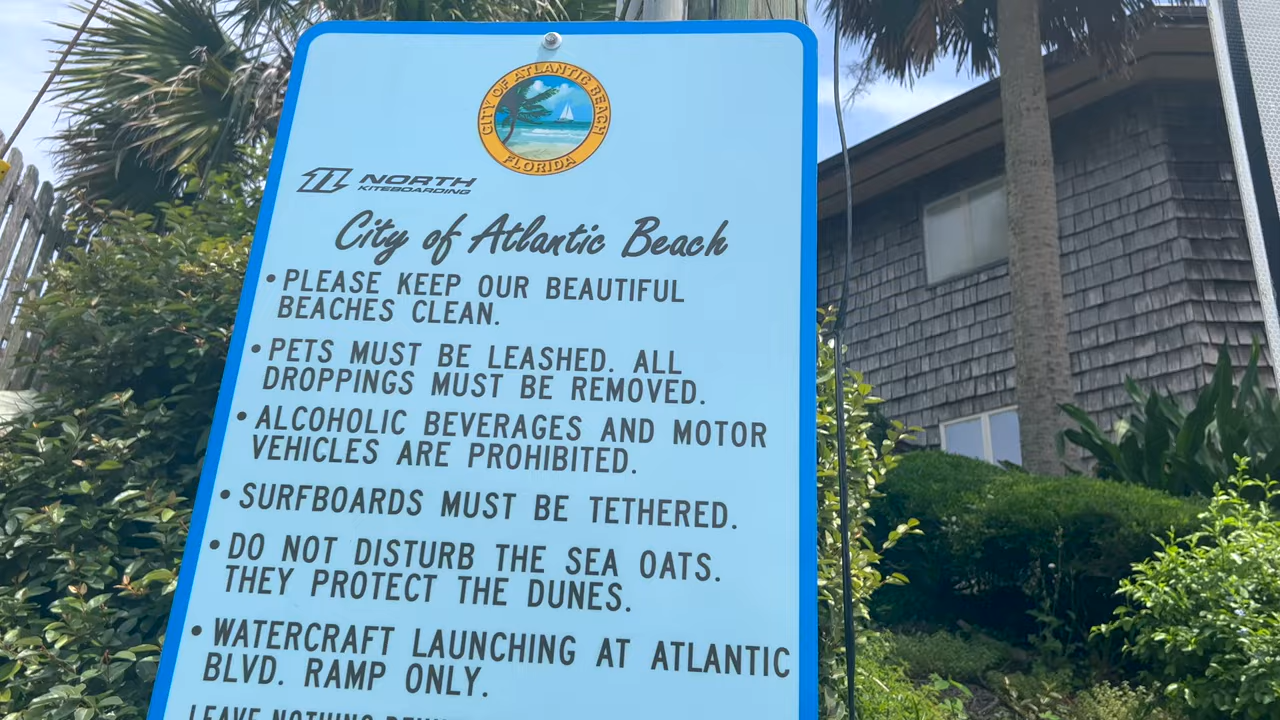 CITY OF ATLANTIC BEACH
FLORIDA
NORTH
KITEBOARDING
City of Atlantic Beach
• PLEASE KEEP OUR BEAUTIFUL
BEACHES CLEAN.
• PETS MUST BE LEASHED. ALL
DROPPINGS MUST BE REMOVED.
• ALCOHOLIC BEVERAGES AND MOTOR
VEHICLES ARE PROHIBITED.
• SURFBOARDS MUST BE TETHERED.
• DO NOT DISTURB THE SEA OATS.
THEY PROTECT THE DUNES.
• WATERCRAFT LAUNCHING AT ATLANTIC
BLVD. RAMP ONLY.
LEAVE NOTHING